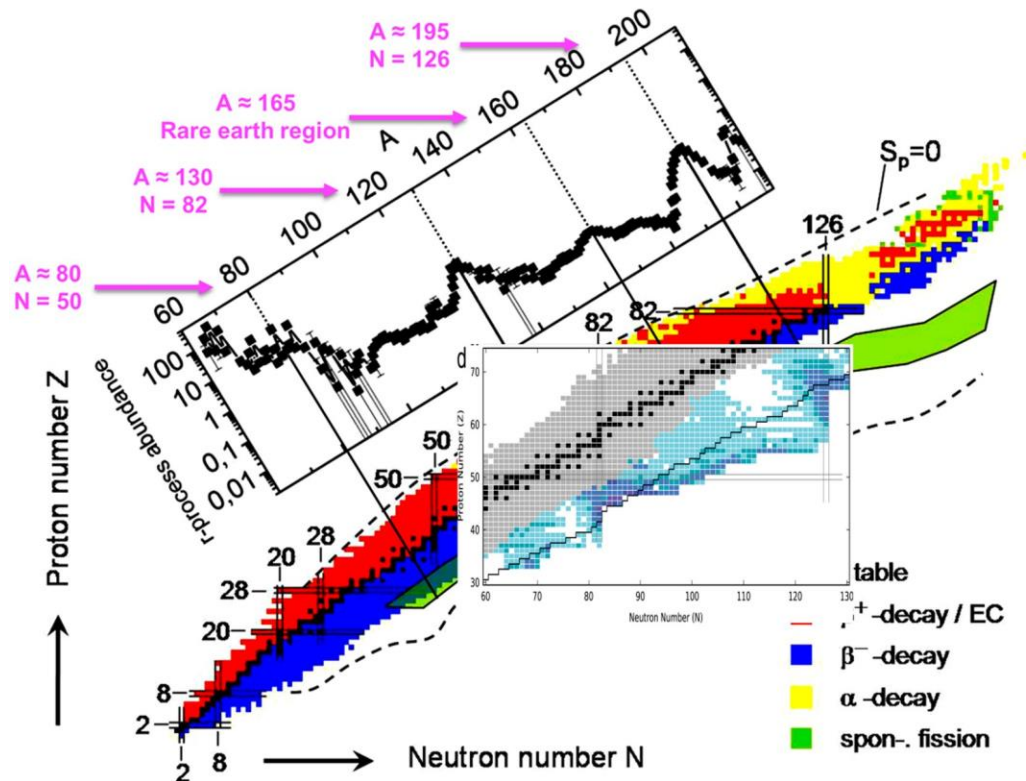 A ≈ 195
N = 126
A ≈ 165
Rare earth region
A ≈ 130
N = 82
A ≈ 80
N = 50
60 80 100 120 140 160 180 200
A
100
10
1
0,1
0,01
r-process abundance
Sp=0
126
82
82
50
50
28
28
20
20
8
8
2
2
d
70
60
50
40
30
60 70 80 90 100 110 120 130
Proton Number (Z)
Neutron Number (N)
Proton number Z
Neutron number N
table
+-decay / EC
β⁻ -decay
α -decay
spon-. fission